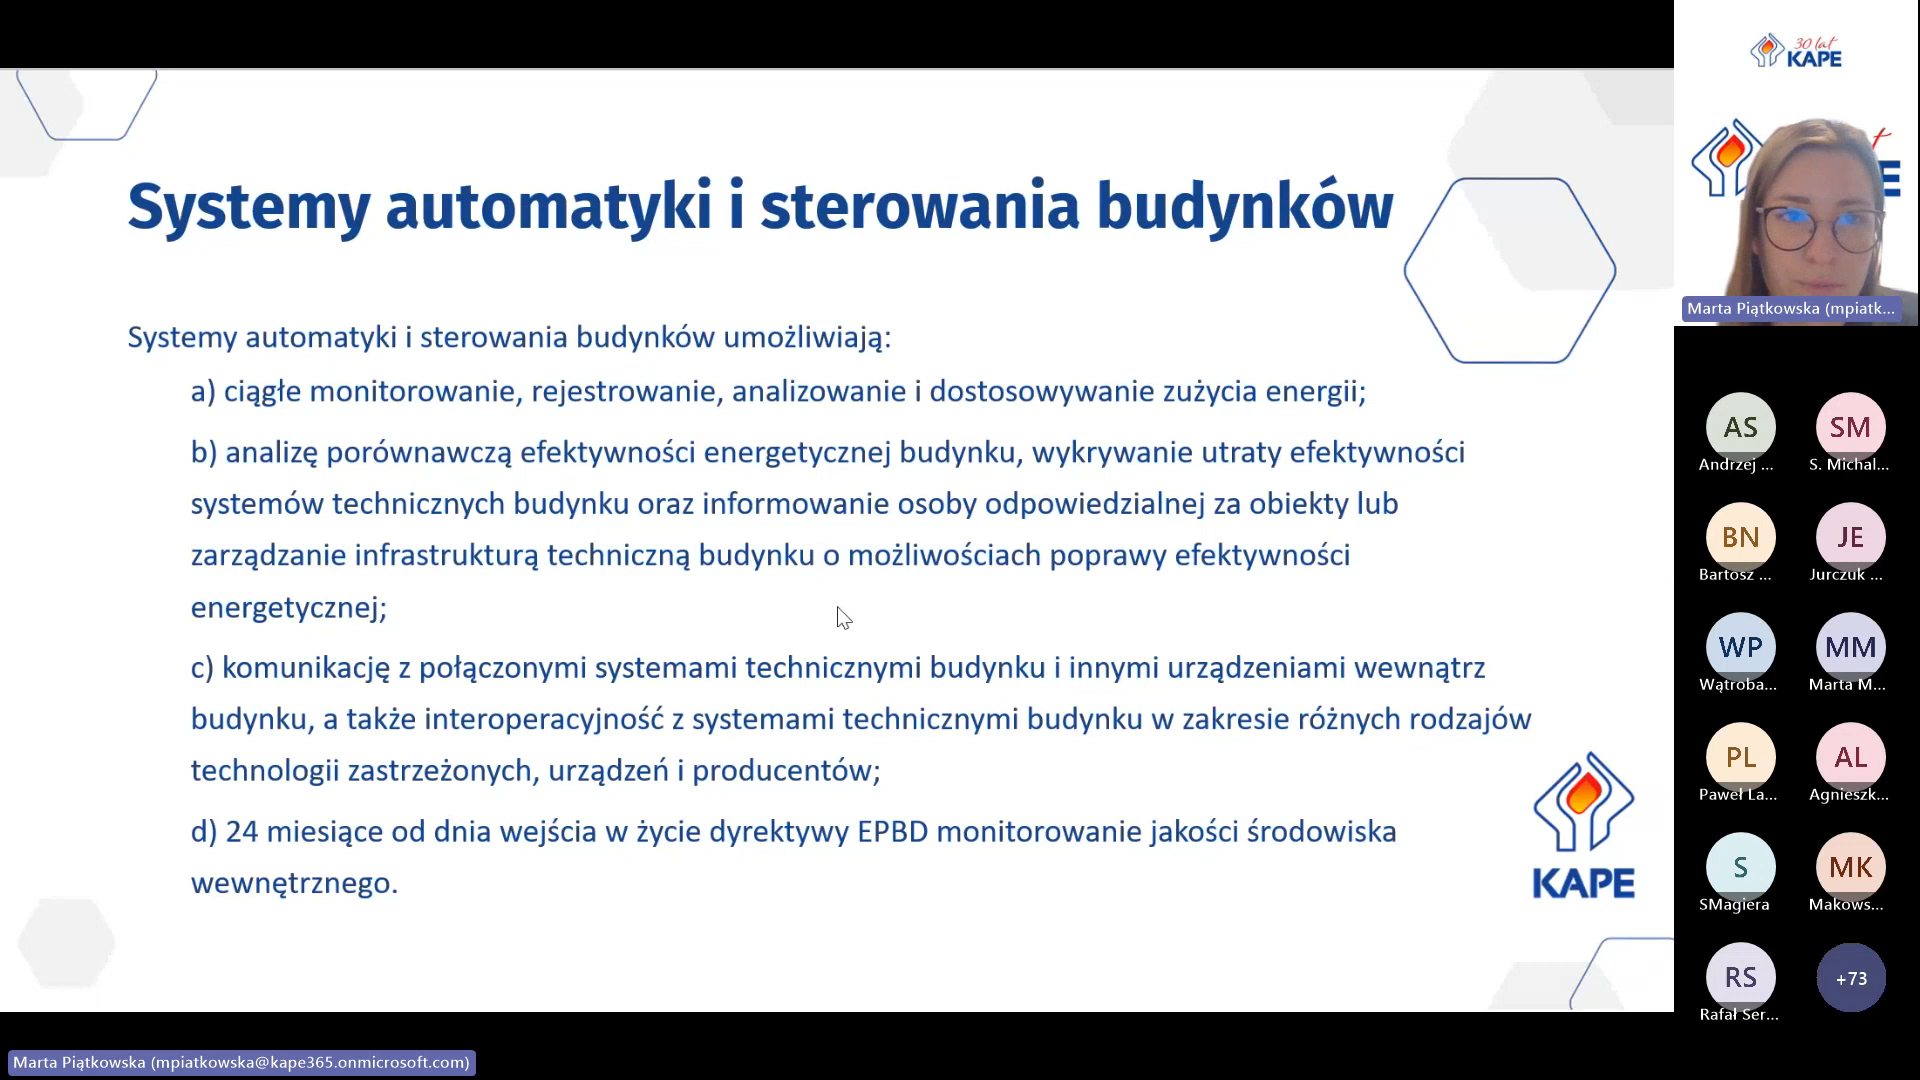 Systemy automatyki i sterowania budynków
Systemy automatyki i sterowania budynków umożliwiają:
a) ciągłe monitorowanie, rejestrowanie, analizowanie i dostosowywanie zużycia energii;
b) analizę porównawczą efektywności energetycznej budynku, wykrywanie utraty efektywności
systemów technicznych budynku oraz informowanie osoby odpowiedzialnej za obiekty lub
zarządzanie infrastrukturą techniczną budynku o możliwościach poprawy efektywności
energetycznej;
c) komunikację z połączonymi systemami technicznymi budynku i innymi urządzeniami wewnątrz
budynku, a także interoperacyjność z systemami technicznymi budynku w zakresie różnych rodzajów
technologii zastrzeżonych, urządzeń i producentów;
d) 24 miesiące od dnia wejścia w życie dyrektywy EPBD monitorowanie jakości środowiska
wewnętrznego.
KAPE
Marta Piątkowska (mpiatkowska@kape365.onmicrosoft.com)
30 lat
KAPE
Marta Piątkowska (mpiatk...
AS
Andrzej ...
SM
S. Michal...
BN
Bartosz ...
JE
Jurczuk ...
WP
Wątroba...
MM
Marta M...
PL
Paweł La...
AL
Agnieszk...
S
SMagiera
MK
Makows...
RS
Rafał Ser...
+73